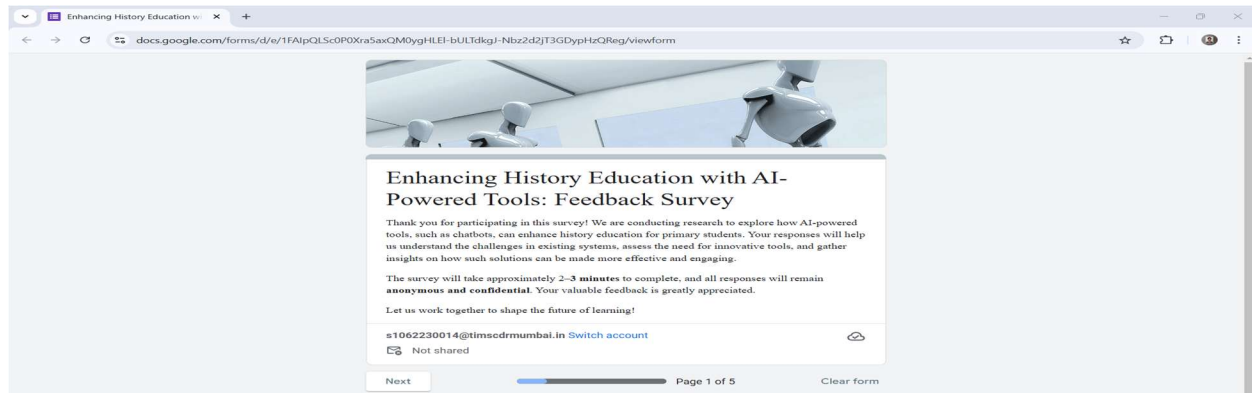 Enhancing History Education wi
docs.google.com/forms/d/e/1FAIpQLSc0P0Xra5axQM0ygHLEl-bULTdkgJ-Nbz2d2jT3GDypHzQReg/viewform
Enhancing History Education with AI-
Powered Tools: Feedback Survey
Thank you for participating in this survey! We are conducting research to explore how AI-powered
tools, such as chatbots, can enhance history education for primary students. Your responses will help
us understand the challenges in existing systems, assess the need for innovative tools, and gather
insights on how such solutions can be made more effective and engaging.
The survey will take approximately 2–3 minutes to complete, and all responses will remain
anonymous and confidential. Your valuable feedback is greatly appreciated.
Let us work together to shape the future of learning!
s1062230014@timscdrmumbai.in Switch account
Not shared
Next Page 1 of 5 Clear form